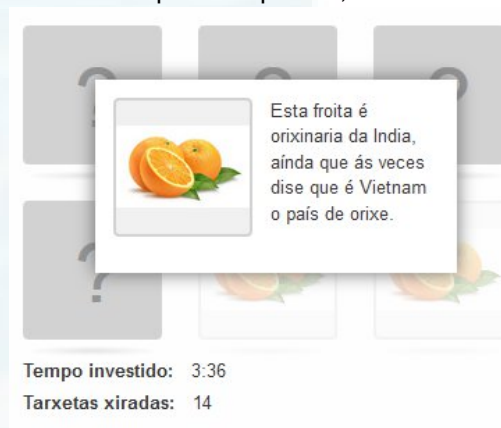 ?
?
?
Esta froita é
orixinaria da India,
aínda que ás veces
dise que é Vietnam
o país de orixe.
?
Tempo investido: 3:36
Tarxetas xiradas: 14